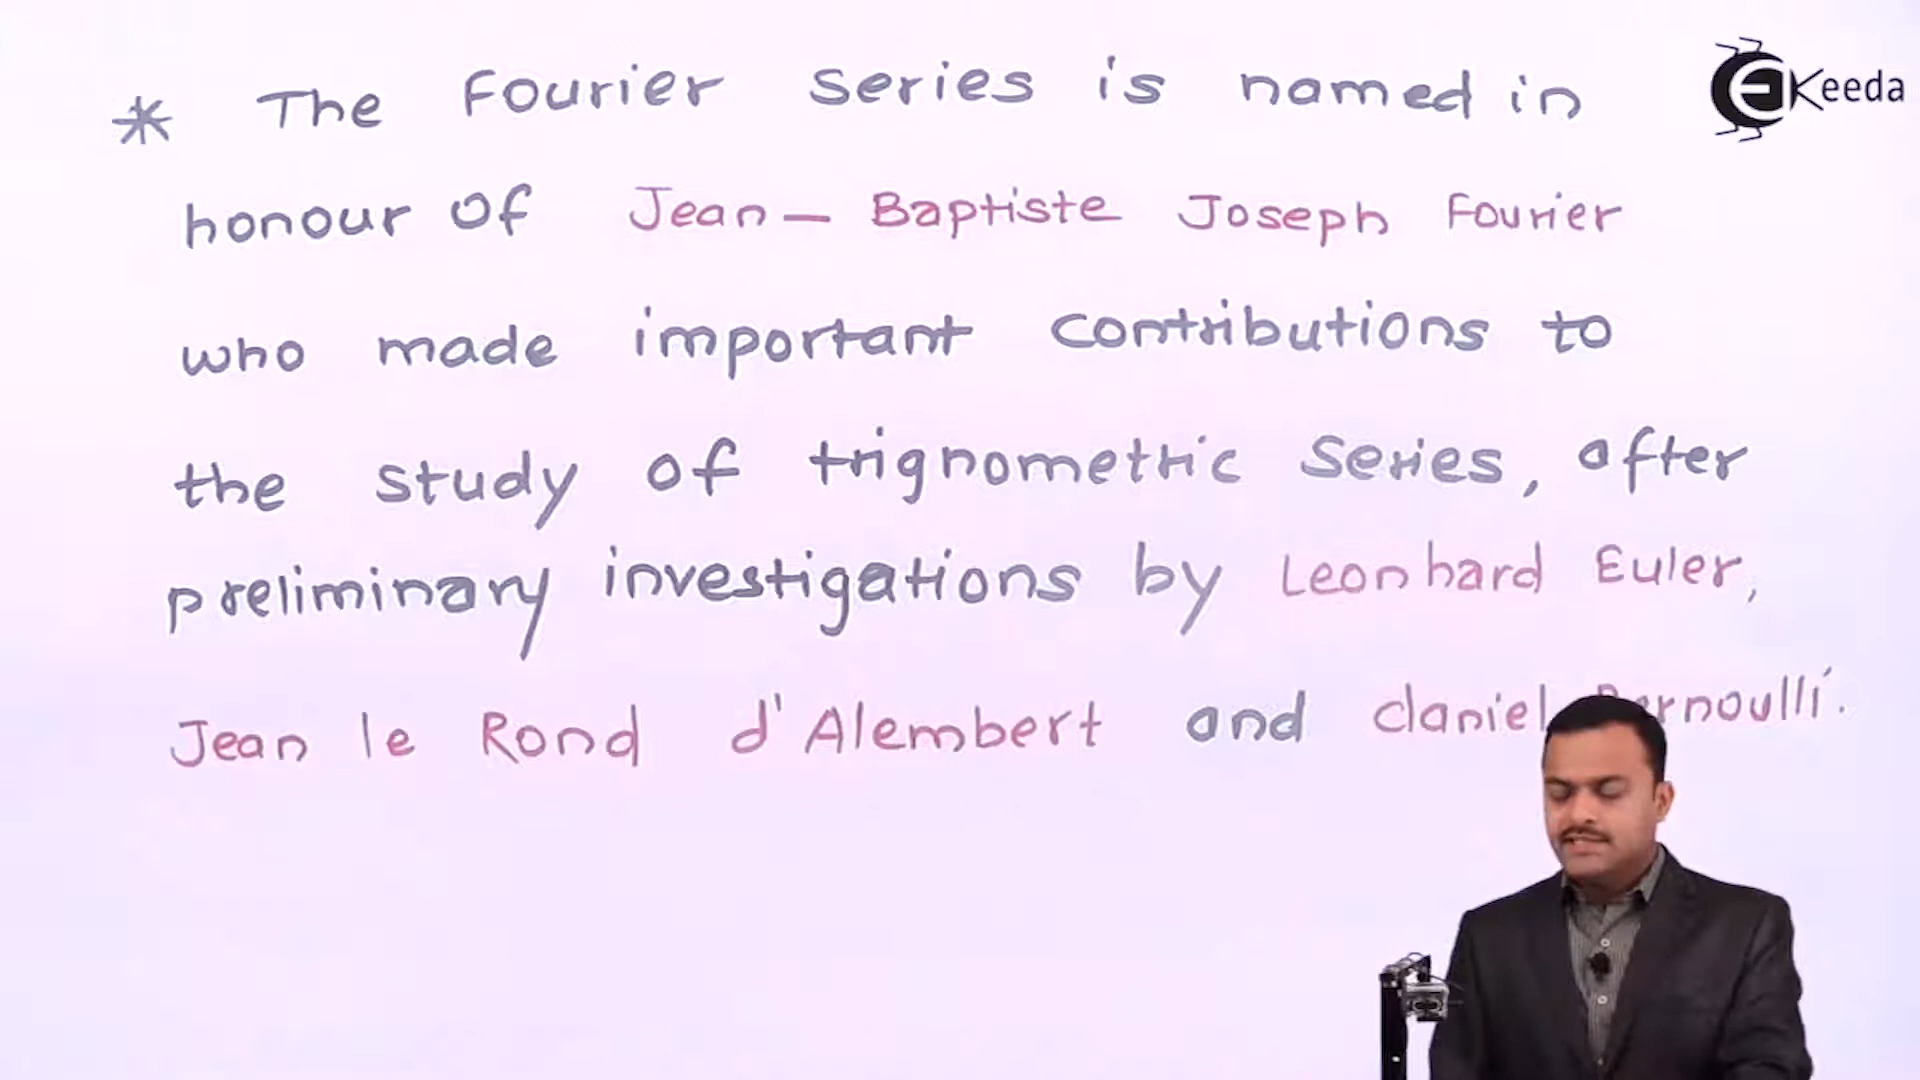 * The Fourier series is named in
EKeeda
honour of Jean – Baptiste Joseph Fourier
who made important contributions to
the study of trignometric series, after
preliminary investigations by Leonhard Euler,
Jean le Rond d'Alembert and daniel